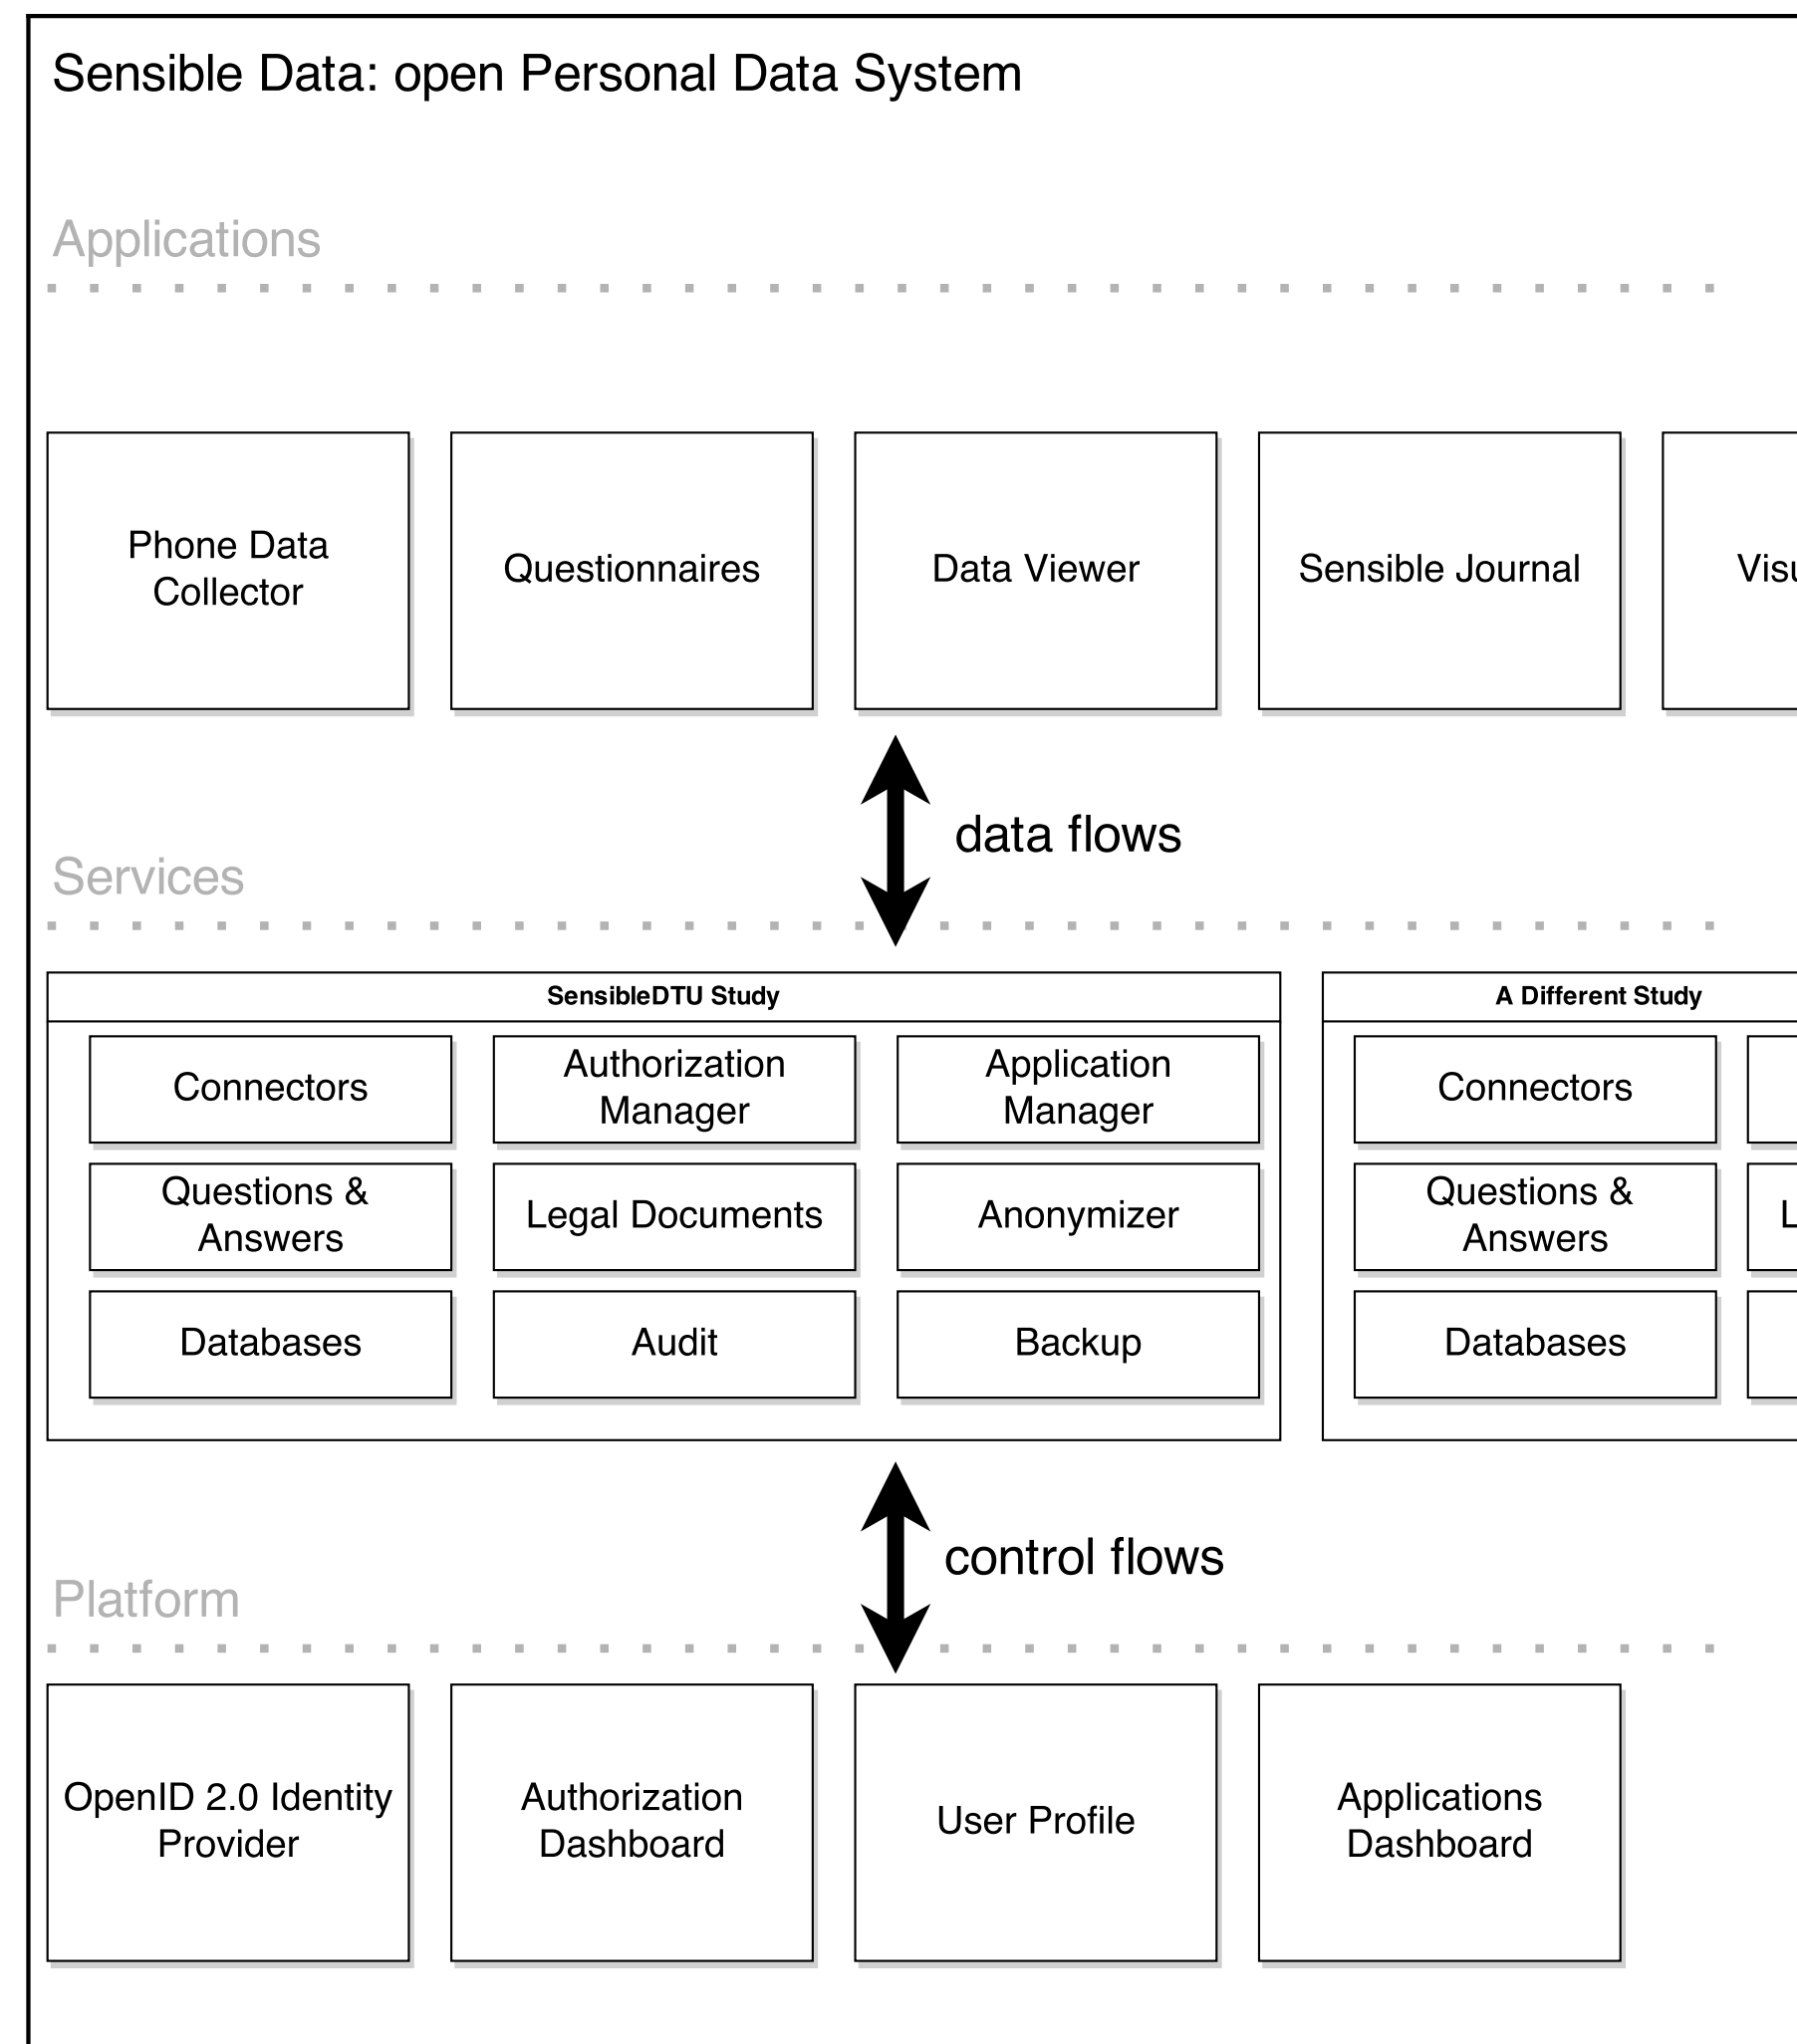 Sensible Data: open Personal Data System
Applications
Phone Data
Collector
Questionnaires
Data Viewer
Sensible Journal
data flows
Services
SensibleDTU Study
A Different Study
Connectors
Authorization
Manager
Application
Manager
Connectors
Questions &
Answers
Legal Documents
Anonymizer
Questions &
Answers
Databases
Audit
Backup
Databases
control flows
Platform
OpenID 2.0 Identity
Provider
Authorization
Dashboard
User Profile
Applications
Dashboard